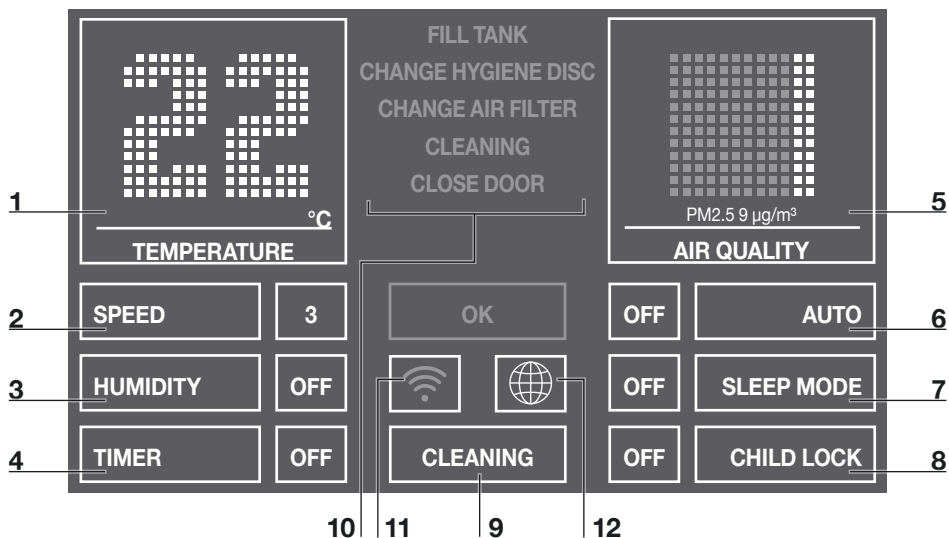 22
°C
TEMPERATURE
FILL TANK
CHANGE HYGIENE DISC
CHANGE AIR FILTER
CLEANING
CLOSE DOOR
PM2.5 9 µg/m³
AIR QUALITY
1
5
SPEED 3
OK
OFF AUTO
2
6
HUMIDITY OFF
OFF SLEEP MODE
3
7
TIMER OFF
CLEANING
OFF CHILD LOCK
4
8
10 11 9 12